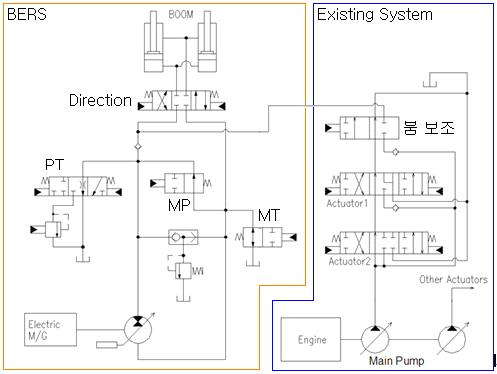 BERS
BOOM
Direction
PT
MP
MT
Electric
M/G
Existing System
붐 보조
Actuator1
Actuator2
Other Actuators
Engine
Main Pump